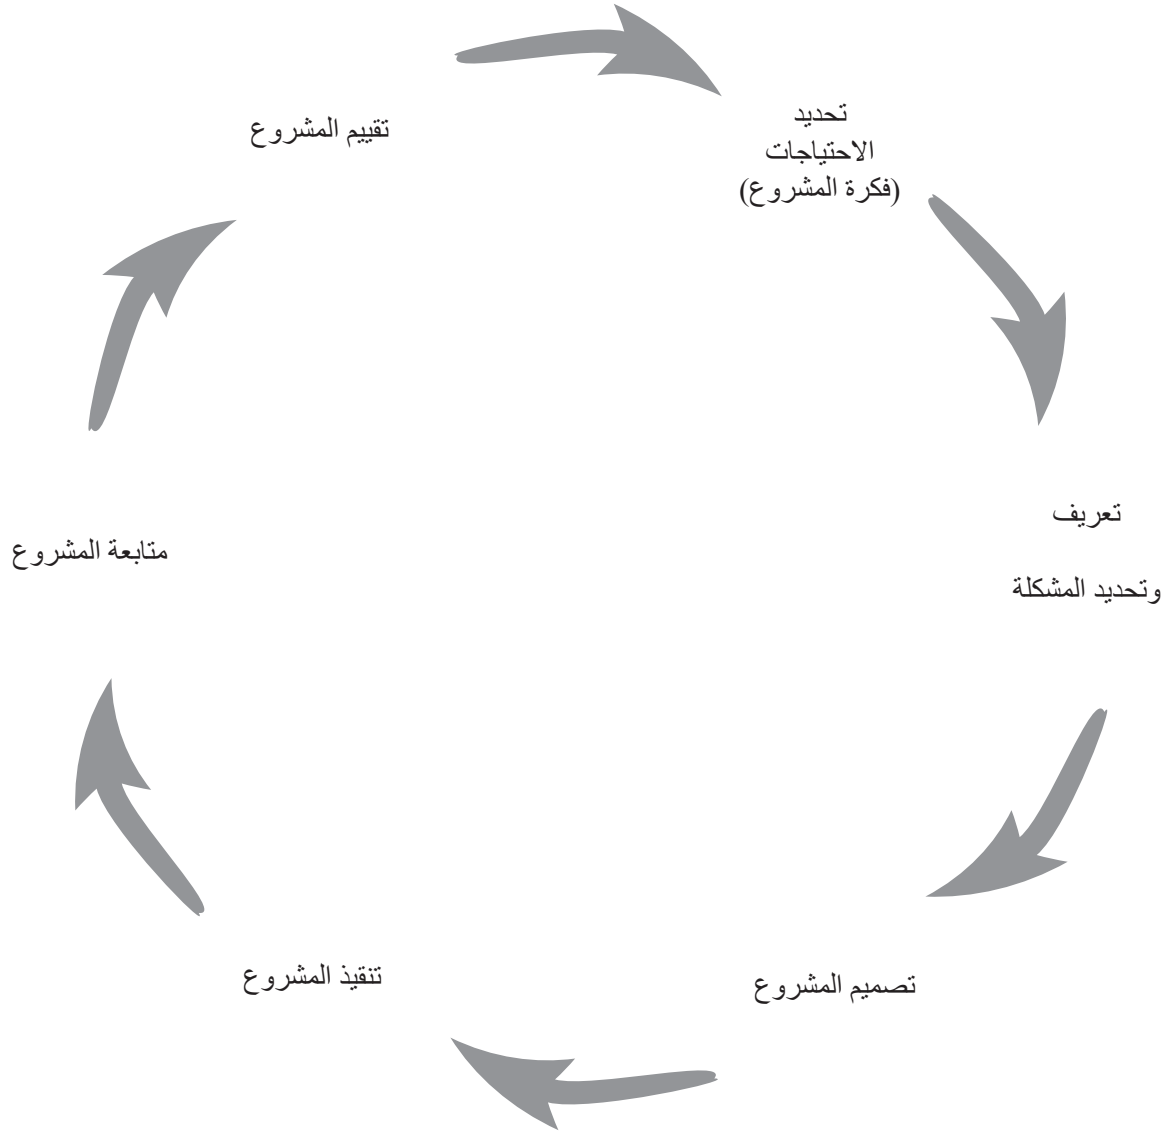 تقييم المشروع
تحديد
الاحتياجات
(فكرة المشروع)
تعريف
وتحديد المشكلة
متابعة المشروع
تصميم المشروع
تنقيذ المشروع